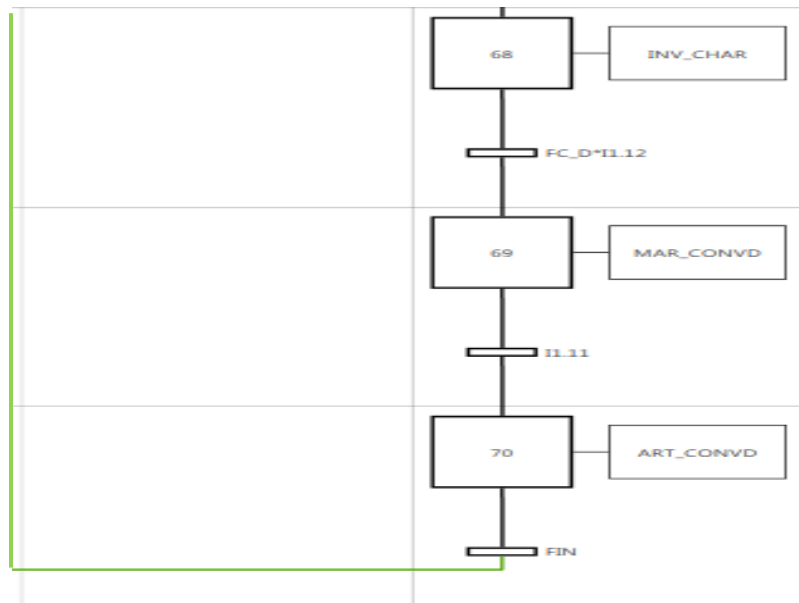 68 INV_CHAR
FC_D*I1.12
69 MAR_CONVD
I1.11
70 ART_CONVD
FIN